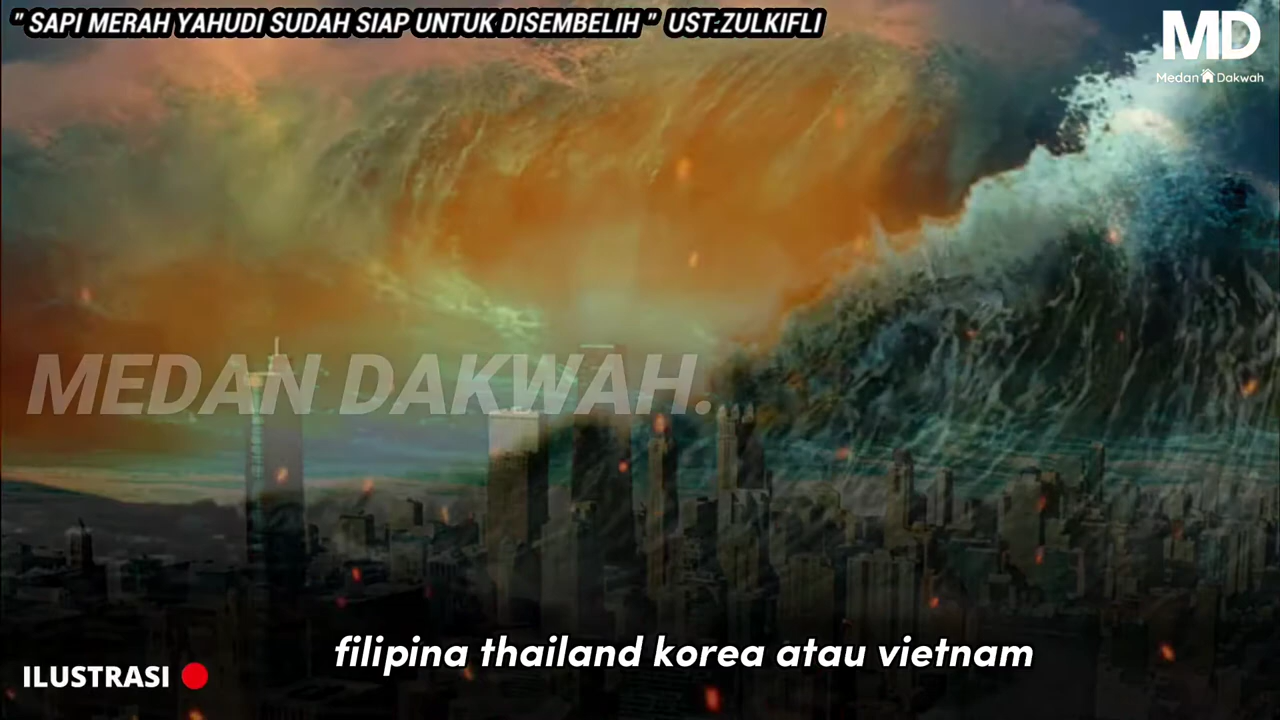 " SAPI MERAH YAHUDI SUDAH SIAP UNTUK DISEMBELIH " UST.ZULKIFLI
MD
Medan Dakwah
MEDAN DAKWAH.
filipina thailand korea atau vietnam
ILUSTRASI